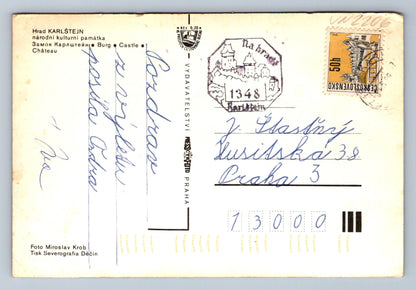 Hrad KARLŠTEJN
národní kulturní památka
Замок Карлштейн • Burg • Castle •
Château
Pozdrav
z výletu
posílá
VYDAVATELSTVÍ
PRAHA
Na hradě
1348
Karlštejn
50h
ČESKOSLOVENSKO
J. Šťastný
Husitská 38
Praha 3
13000
Foto Miroslav Krob
Tisk Severografia Děčín